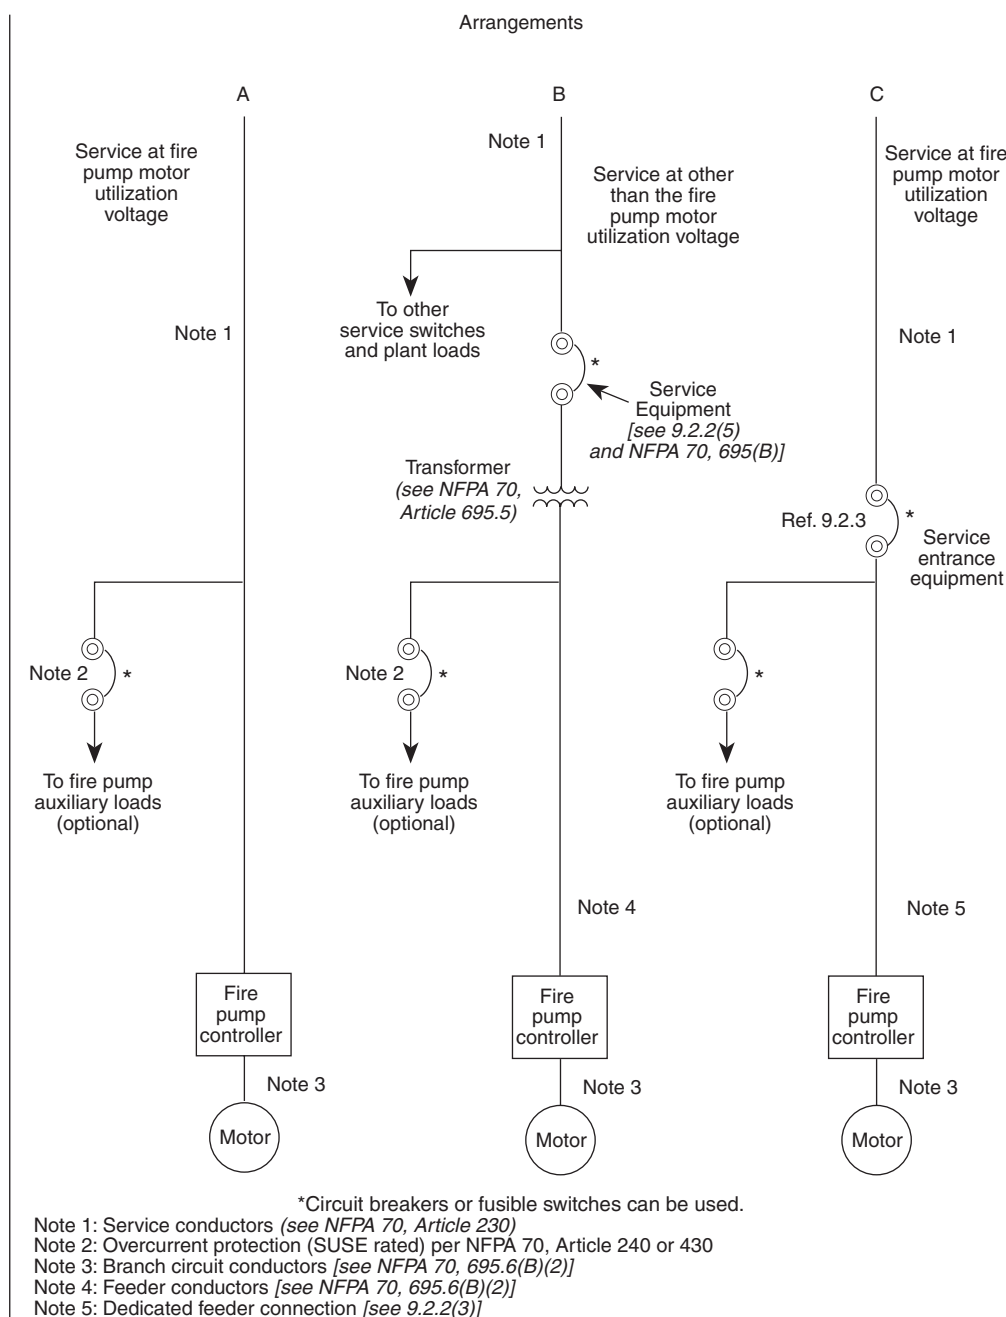 Arrangements
A
Service at fire
pump motor
utilization
voltage
Note 1
Note 2
*
To fire pump
auxiliary loads
(optional)
Fire
pump
controller
Note 3
Motor
B
Note 1
Service at other
than the fire
pump motor
utilization voltage
To other
service switches
and plant loads
*
Service
Equipment
[see 9.2.2(5)
and NFPA 70, 695(B)]
Transformer
(see NFPA 70,
Article 695.5)
Note 2
*
To fire pump
auxiliary loads
(optional)
Note 4
Fire
pump
controller
Note 3
Motor
C
Service at fire
pump motor
utilization
voltage
Note 1
Ref. 9.2.3
*
Service
entrance
equipment
*
To fire pump
auxiliary loads
(optional)
Note 5
Fire
pump
controller
Note 3
Motor
*Circuit breakers or fusible switches can be used.
Note 1: Service conductors (see NFPA 70, Article 230)
Note 2: Overcurrent protection (SUSE rated) per NFPA 70, Article 240 or 430
Note 3: Branch circuit conductors [see NFPA 70, 695.6(B)(2)]
Note 4: Feeder conductors [see NFPA 70, 695.6(B)(2)]
Note 5: Dedicated feeder connection [see 9.2.2(3)]